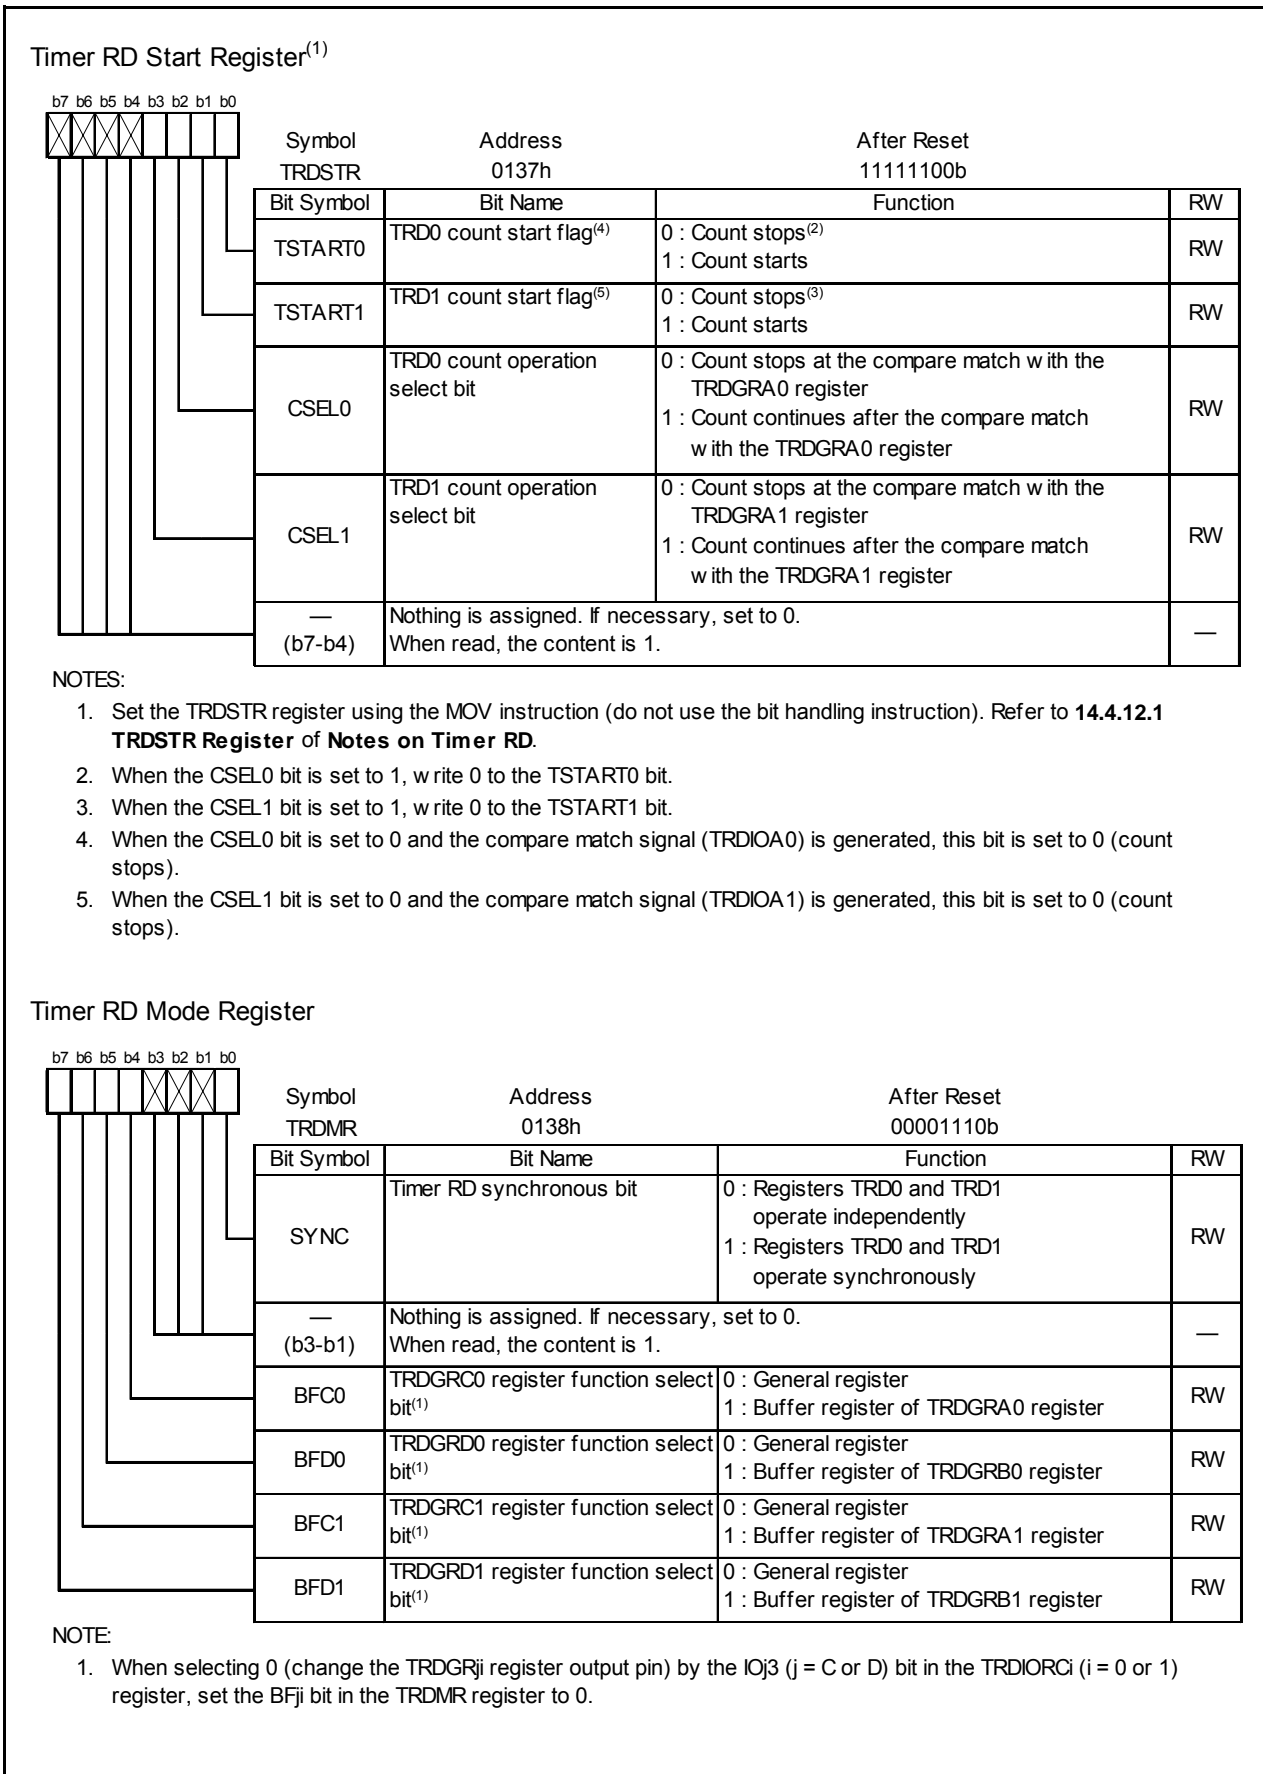 Timer RD Start Register(1)
b7 b6 b5 b4 b3 b2 b1 b0
Symbol Address After Reset
TRDSTR 0137h 11111100b
Bit Symbol Bit Name Function RW
TSTART0 TRD0 count start flag(4) 0 : Count stops(2) RW
1 : Count starts
TSTART1 TRD1 count start flag(5) 0 : Count stops(3) RW
1 : Count starts
CSEL0 TRD0 count operation 0 : Count stops at the compare match with the RW
select bit TRDGRA0 register
1 : Count continues after the compare match
with the TRDGRA0 register
CSEL1 TRD1 count operation 0 : Count stops at the compare match with the RW
select bit TRDGRA1 register
1 : Count continues after the compare match
with the TRDGRA1 register
— Nothing is assigned. If necessary, set to 0. —
(b7-b4) When read, the content is 1.
NOTES:
1. Set the TRDSTR register using the MOV instruction (do not use the bit handling instruction). Refer to 14.4.12.1
TRDSTR Register of Notes on Timer RD.
2. When the CSEL0 bit is set to 1, write 0 to the TSTART0 bit.
3. When the CSEL1 bit is set to 1, write 0 to the TSTART1 bit.
4. When the CSEL0 bit is set to 0 and the compare match signal (TRDIOA0) is generated, this bit is set to 0 (count
stops).
5. When the CSEL1 bit is set to 0 and the compare match signal (TRDIOA1) is generated, this bit is set to 0 (count
stops).
Timer RD Mode Register
b7 b6 b5 b4 b3 b2 b1 b0
Symbol Address After Reset
TRDMR 0138h 00001110b
Bit Symbol Bit Name Function RW
SYNC Timer RD synchronous bit 0 : Registers TRD0 and TRD1 RW
operate independently
1 : Registers TRD0 and TRD1
operate synchronously
— Nothing is assigned. If necessary, set to 0. —
(b3-b1) When read, the content is 1.
BFC0 TRDGRC0 register function select 0 : General register RW
bit(1) 1 : Buffer register of TRDGRA0 register
BFD0 TRDGRD0 register function select 0 : General register RW
bit(1) 1 : Buffer register of TRDGRB0 register
BFC1 TRDGRC1 register function select 0 : General register RW
bit(1) 1 : Buffer register of TRDGRA1 register
BFD1 TRDGRD1 register function select 0 : General register RW
bit(1) 1 : Buffer register of TRDGRB1 register
NOTE:
1. When selecting 0 (change the TRDGRji register output pin) by the IOj3 (j = C or D) bit in the TRDIORCi (i = 0 or 1)
register, set the BFji bit in the TRDMR register to 0.